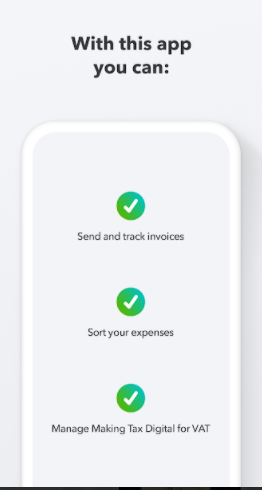 With this app
you can:
Send and track invoices
Sort your expenses
Manage Making Tax Digital for VAT